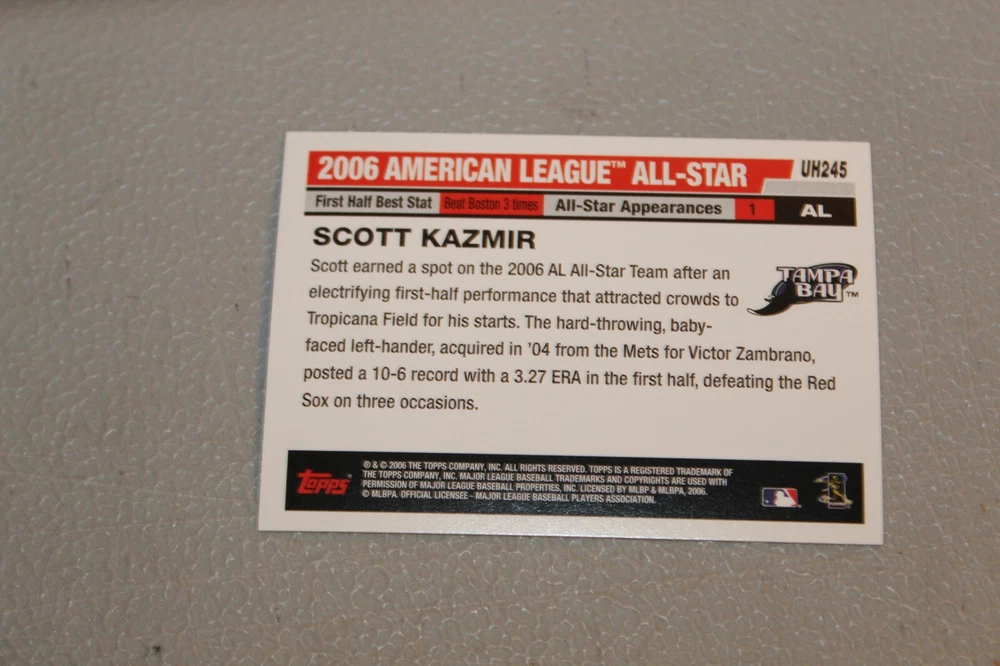 2006 AMERICAN LEAGUE™ ALL-STAR UH245
First Half Best Stat Beat Boston 3 times All-Star Appearances 1 AL
SCOTT KAZMIR
Scott earned a spot on the 2006 AL All-Star Team after an
electrifying first-half performance that attracted crowds to
Tropicana Field for his starts. The hard-throwing, baby-
faced left-hander, acquired in '04 from the Mets for Victor Zambrano,
posted a 10-6 record with a 3.27 ERA in the first half, defeating the Red
Sox on three occasions.
TAMPA
BAY™
topps
® & © 2006 THE TOPPS COMPANY, INC. ALL RIGHTS RESERVED. TOPPS IS A REGISTERED TRADEMARK OF
THE TOPPS COMPANY, INC. MAJOR LEAGUE BASEBALL TRADEMARKS AND COPYRIGHTS ARE USED WITH
PERMISSION OF MAJOR LEAGUE BASEBALL PROPERTIES, INC. LICENSED BY MLBP & MLBPA, 2006.
© MLBPA. OFFICIAL LICENSEE - MAJOR LEAGUE BASEBALL PLAYERS ASSOCIATION.